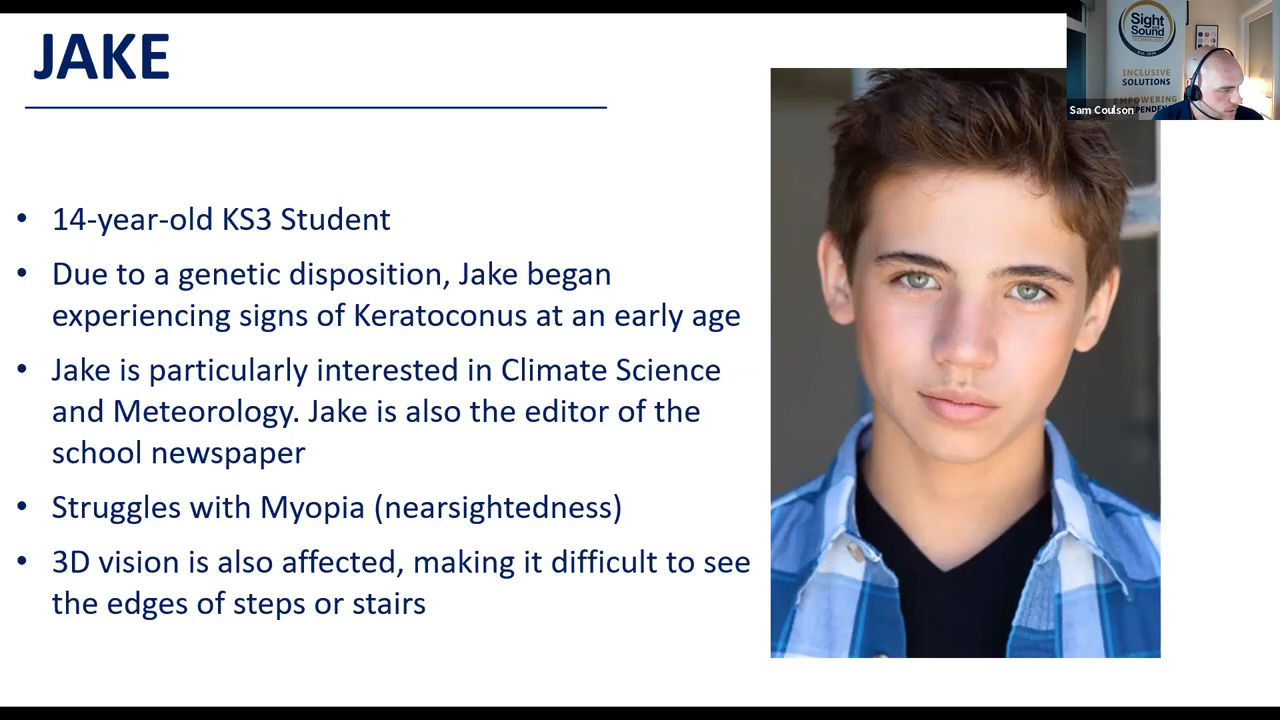 JAKE
• 14-year-old KS3 Student
• Due to a genetic disposition, Jake began
experiencing signs of Keratoconus at an early age
• Jake is particularly interested in Climate Science
and Meteorology. Jake is also the editor of the
school newspaper
• Struggles with Myopia (nearsightedness)
• 3D vision is also affected, making it difficult to see
the edges of steps or stairs
Sight
Sound
INCLUSIVE
SOLUTIONS
EMPOWERING
Sam Coulson